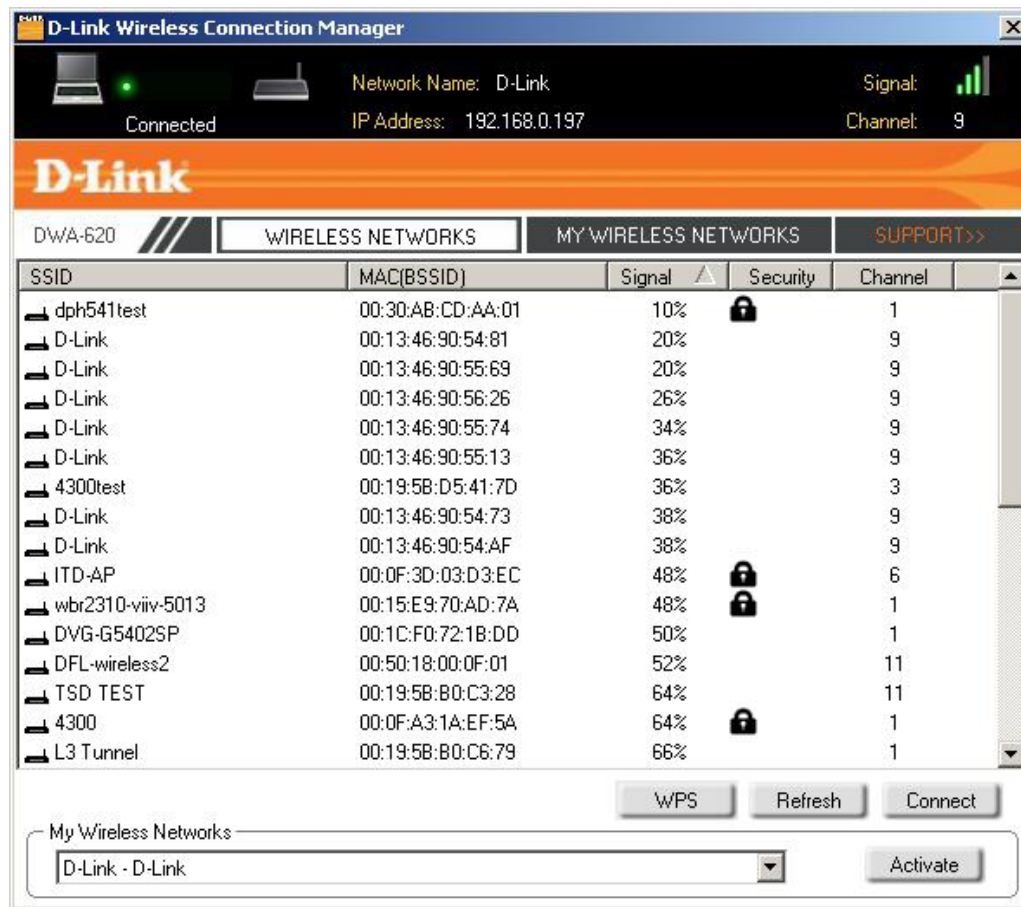 D-Link Wireless Connection Manager
Network Name: D-Link Signal:
Connected IP Address: 192.168.0.197 Channel: 9
D-Link
DWA-620 WIRELESS NETWORKS MY WIRELESS NETWORKS SUPPORT>>
SSID MAC(BSSID) Signal Security Channel
dph541test 00:30:AB:CD:AA:01 10% 1
D-Link 00:13:46:90:54:81 20% 9
D-Link 00:13:46:90:55:69 20% 9
D-Link 00:13:46:90:56:26 26% 9
D-Link 00:13:46:90:55:74 34% 9
D-Link 00:13:46:90:55:13 36% 9
4300test 00:19:5B:D5:41:7D 36% 3
D-Link 00:13:46:90:54:73 38% 9
D-Link 00:13:46:90:54:AF 38% 9
ITD-AP 00:0F:3D:03:D3:EC 48% 6
wbr2310-viiv-5013 00:15:E9:70:AD:7A 48% 1
DVG-G5402SP 00:1C:F0:72:1B:DD 50% 1
DFL-wireless2 00:50:18:00:0F:01 52% 11
TSD TEST 00:19:5B:B0:C3:28 64% 11
4300 00:0F:A3:1A:EF:5A 64% 1
L3 Tunnel 00:19:5B:B0:C6:79 66% 1
WPS Refresh Connect
My Wireless Networks
D-Link - D-Link Activate